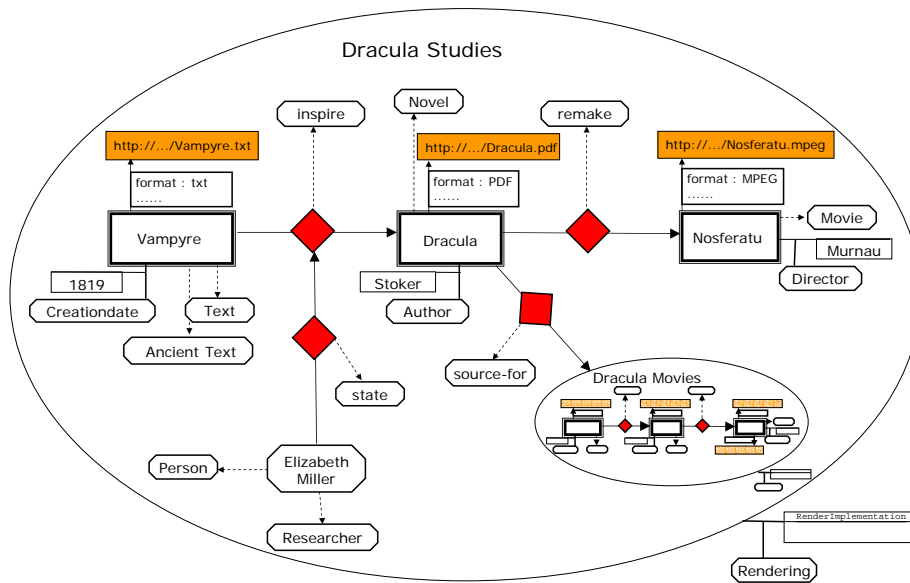 Dracula Studies
inspire
Novel
remake
http://.../Vampyre.txt
http://.../Dracula.pdf
http://.../Nosferatu.mpeg
format : txt
......
format : PDF
......
format : MPEG
......
Vampyre
Dracula
Nosferatu
Movie
Murnau
Director
1819
Creationdate
Text
Ancient Text
Stoker
Author
source-for
state
Dracula Movies
Person
Elizabeth
Miller
Researcher
RenderImplementation
Rendering